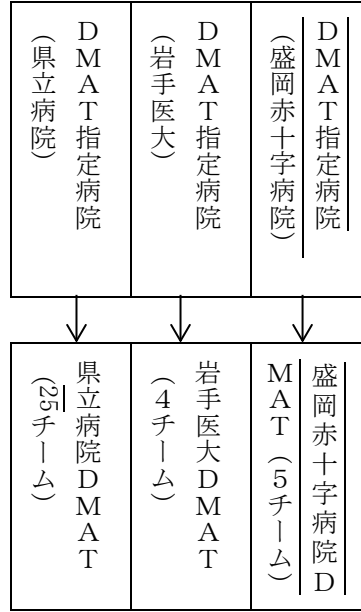 DMAT指定病院
(盛岡赤十字病院)
DMAT指定病院
(岩手医大)
DMAT指定病院
(県立病院)
盛岡赤十字病院D
MAT(5チーム)
岩手医大DMAT
(4チーム)
県立病院DMAT
(25チーム)